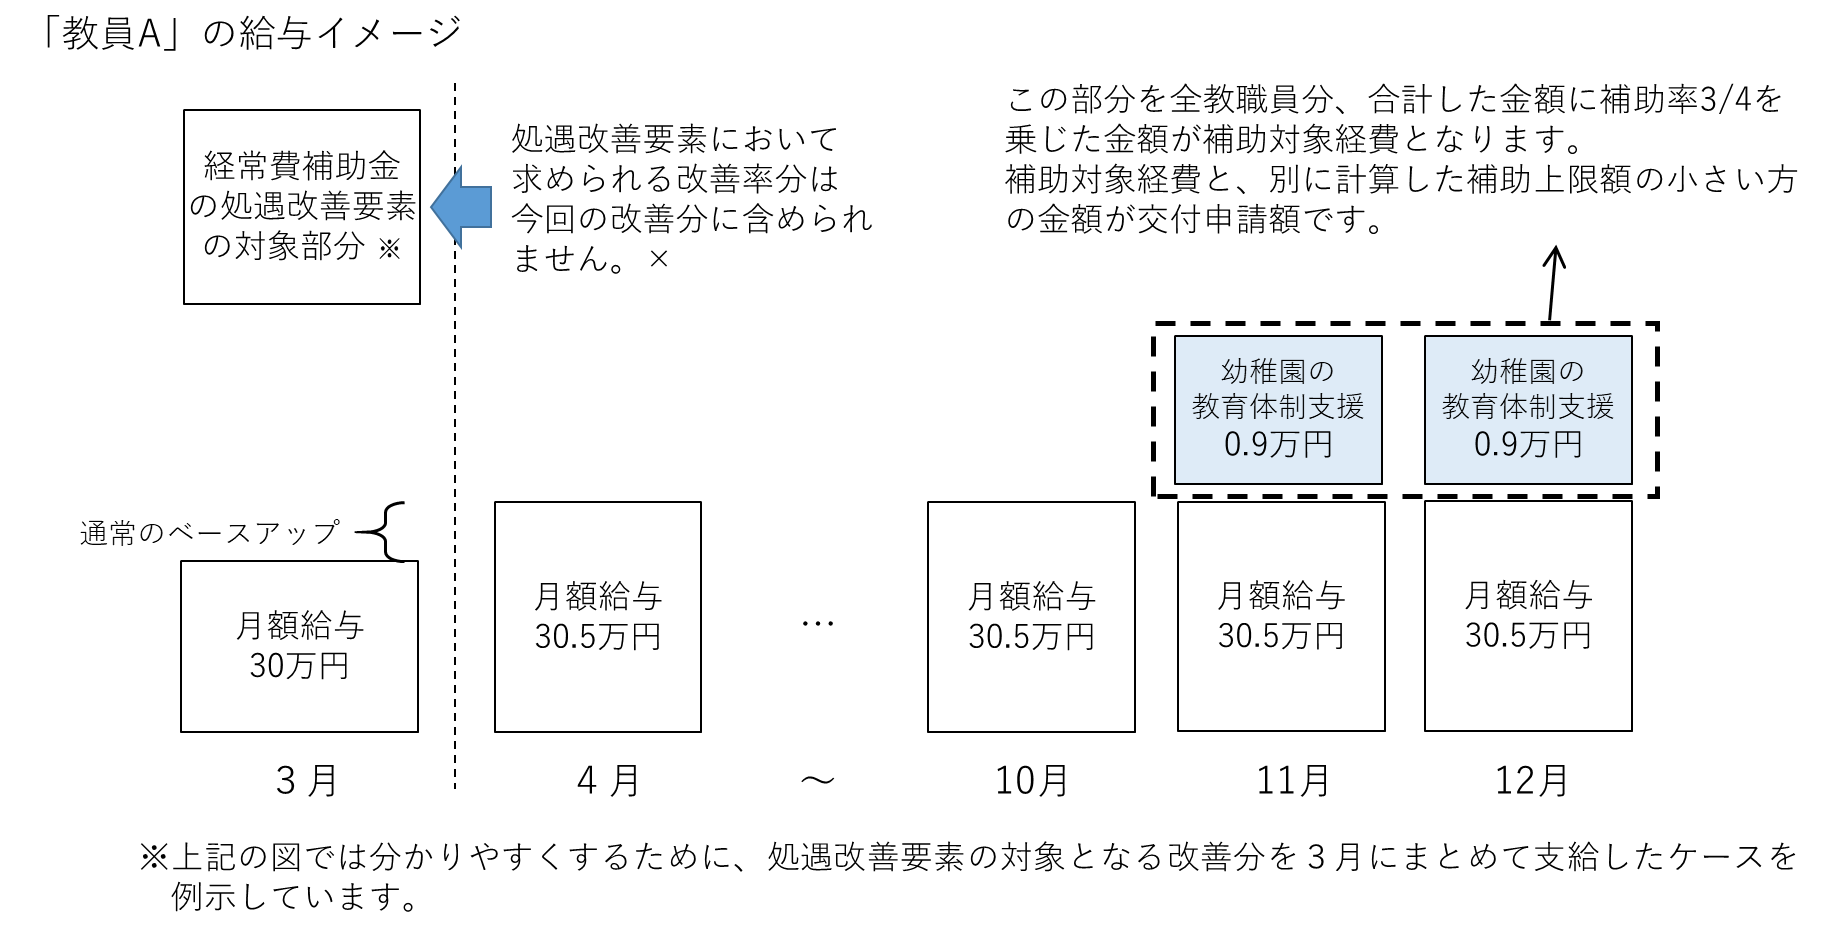 「教員A」の給与イメージ
この部分を全教職員分、合計した金額に補助率3/4を
乗じた金額が補助対象経費となります。
補助対象経費と、別に計算した補助上限額の小さい方
の金額が交付申請額です。
経常費補助金
の処遇改善要素
の対象部分 ※
処遇改善要素において
求められる改善率分は
今回の改善分に含められ
ません。×
幼稚園の
教育体制支援
0.9万円
幼稚園の
教育体制支援
0.9万円
通常のベースアップ
月額給与
30万円
月額給与
30.5万円
…
月額給与
30.5万円
月額給与
30.5万円
月額給与
30.5万円
3月
4月
～
10月
11月
12月
※上記の図では分かりやすくするために、処遇改善要素の対象となる改善分を３月にまとめて支給したケースを
例示しています。